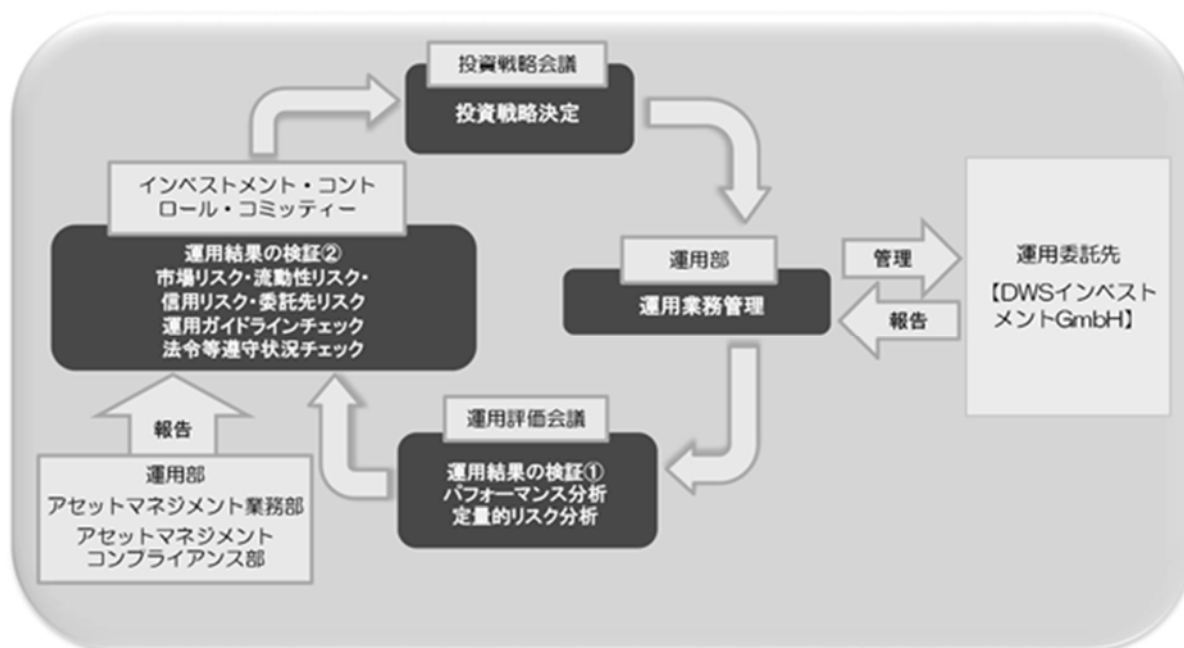 投資戦略会議
投資戦略決定
インベストメント・コント
ロール・コミッティー
運用結果の検証②
市場リスク・流動性リスク・
信用リスク・委託先リスク
運用ガイドラインチェック
法令等遵守状況チェック
運用部
運用業務管理
管理
報告
運用委託先
【DWSインベスト
メントGmbH】
報告
運用部
アセットマネジメント業務部
アセットマネジメント
コンプライアンス部
運用評価会議
運用結果の検証①
パフォーマンス分析
定量的リスク分析